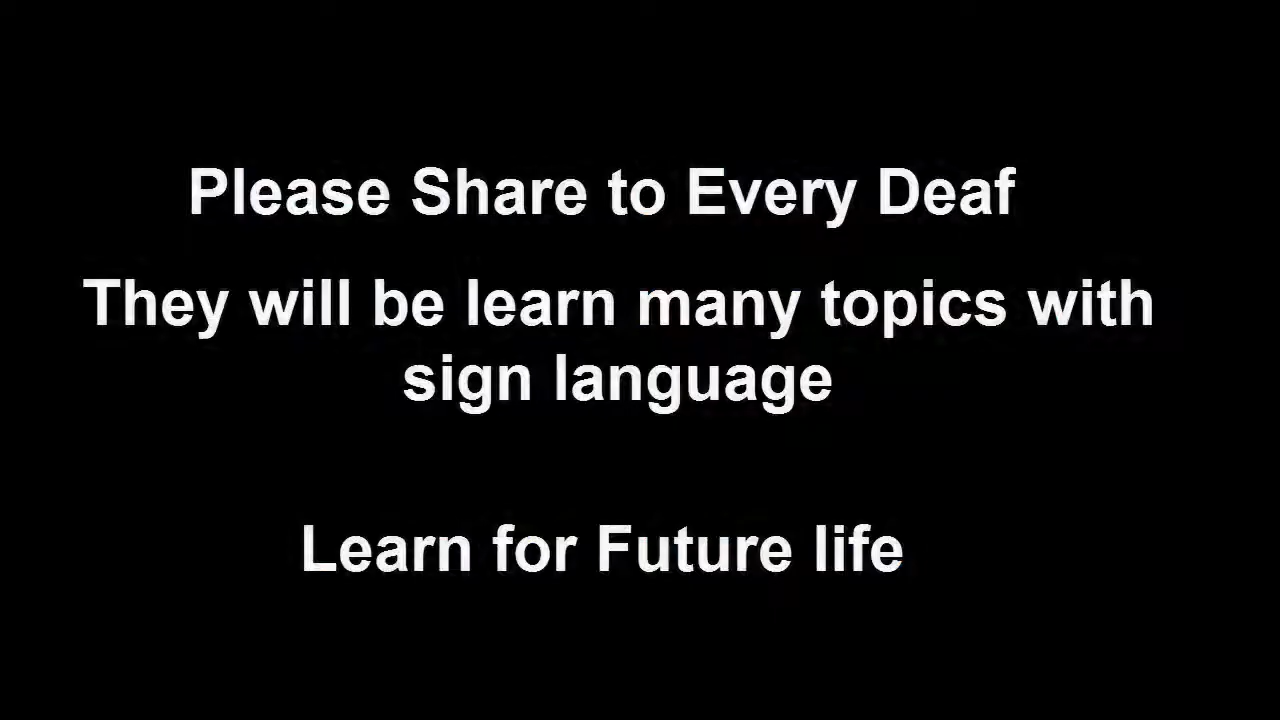 Please Share to Every Deaf
They will be learn many topics with
sign language
Learn for Future life